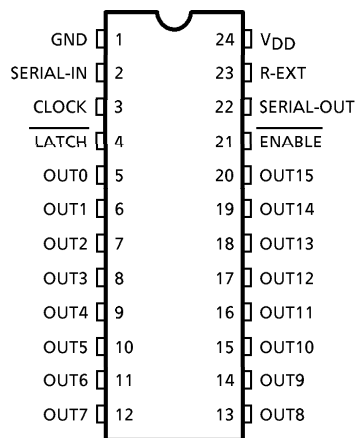 GND 1 24 VDD
SERIAL-IN 2 23 R-EXT
CLOCK 3 22 SERIAL-OUT
LATCH 4 21 ENABLE
OUT0 5 20 OUT15
OUT1 6 19 OUT14
OUT2 7 18 OUT13
OUT3 8 17 OUT12
OUT4 9 16 OUT11
OUT5 10 15 OUT10
OUT6 11 14 OUT9
OUT7 12 13 OUT8